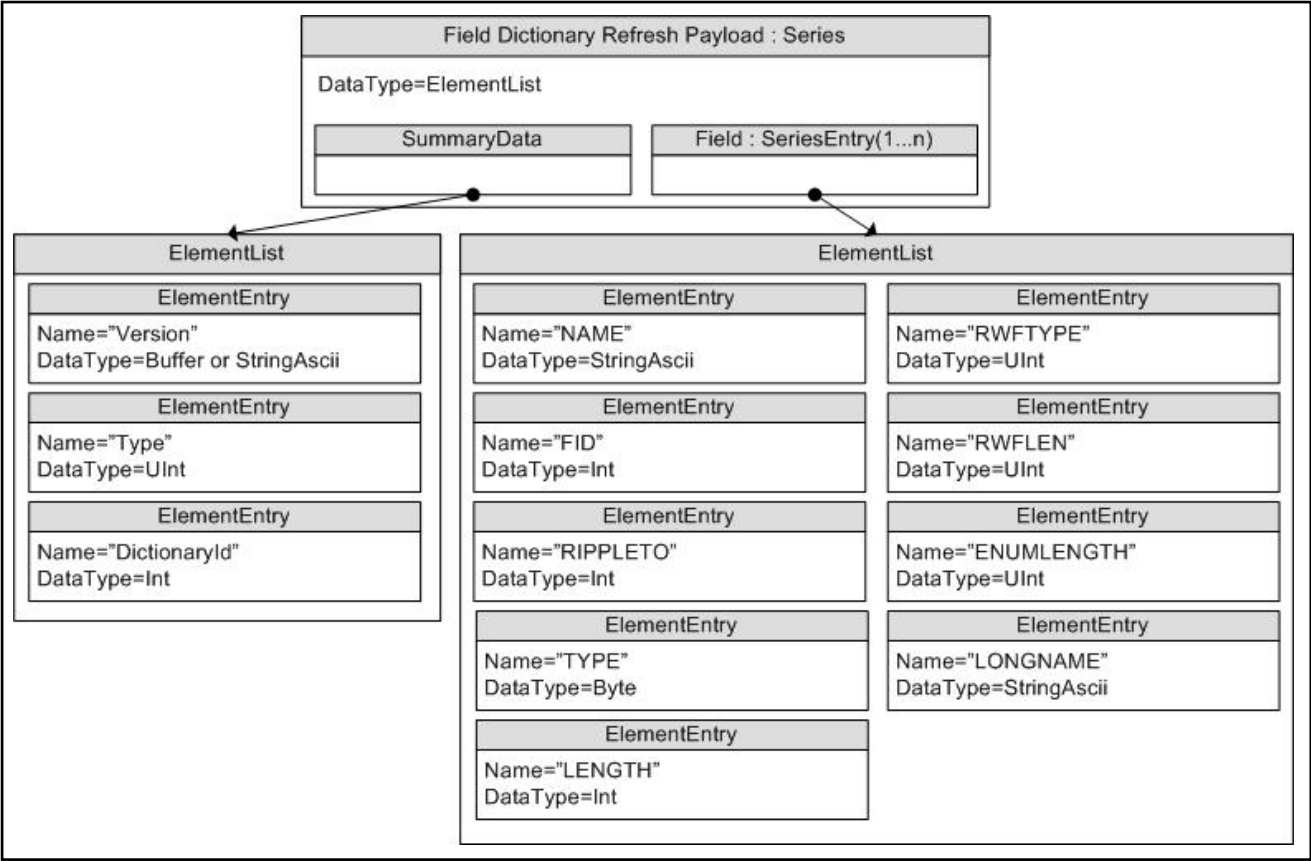 Field Dictionary Refresh Payload : Series
DataType=ElementList
SummaryData
Field : SeriesEntry(1...n)
ElementList
ElementEntry
Name=”Version”
DataType=Buffer or StringAscii
ElementEntry
Name=”Type”
DataType=UInt
ElementEntry
Name=”DictionaryId”
DataType=Int
ElementList
ElementEntry
Name=”NAME”
DataType=StringAscii
ElementEntry
Name=”FID”
DataType=Int
ElementEntry
Name=”RIPPLETO”
DataType=Int
ElementEntry
Name=”TYPE”
DataType=Byte
ElementEntry
Name=”LENGTH”
DataType=Int
ElementEntry
Name=”RWFTYPE”
DataType=UInt
ElementEntry
Name=”RWFLEN”
DataType=UInt
ElementEntry
Name=”ENUMLENGTH”
DataType=UInt
ElementEntry
Name=”LONGNAME”
DataType=StringAscii